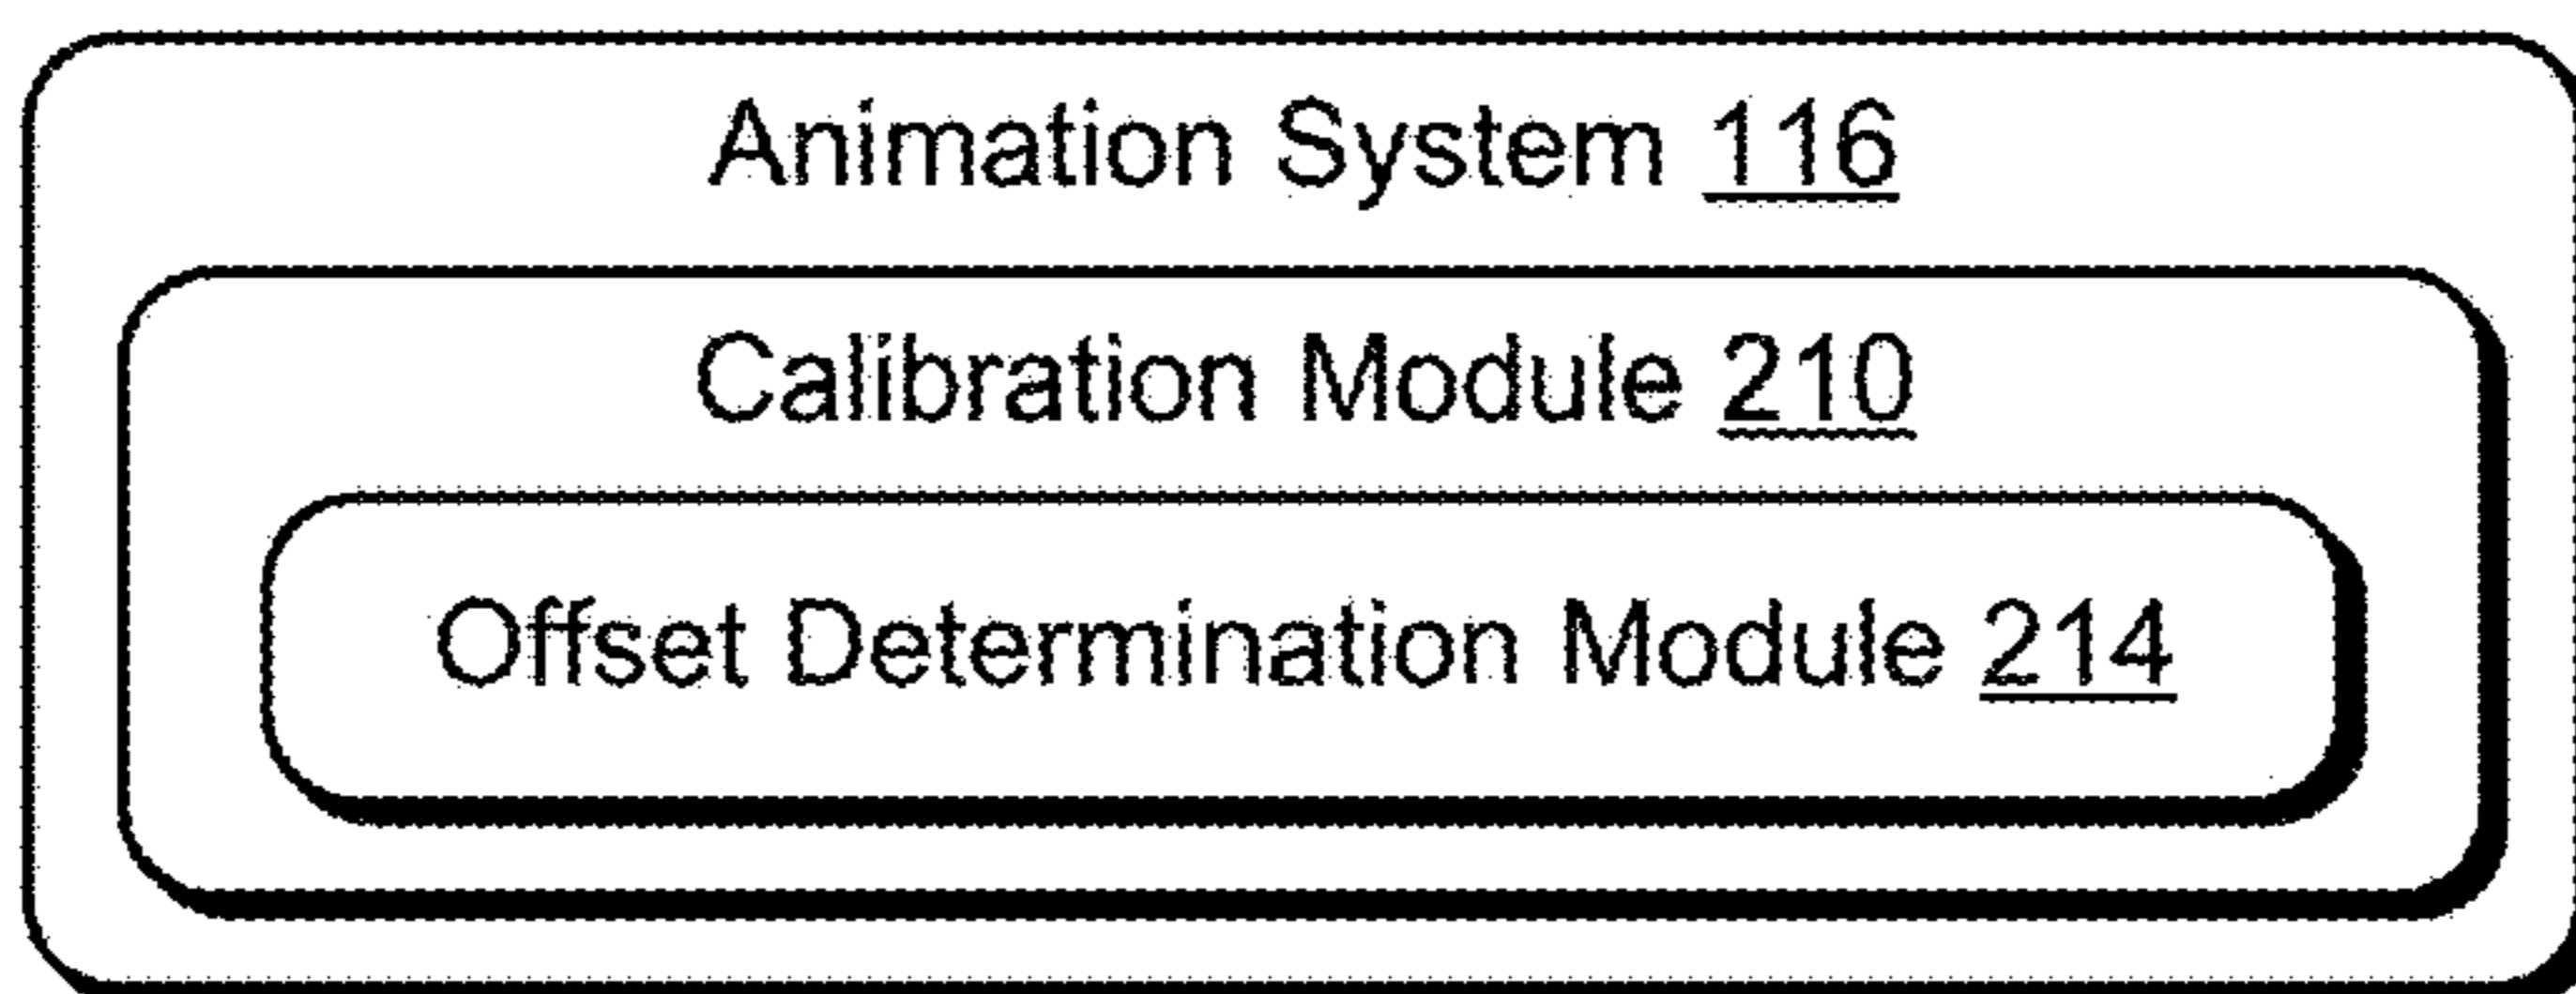 Animation System 116
Calibration Module 210
Offset Determination Module 214